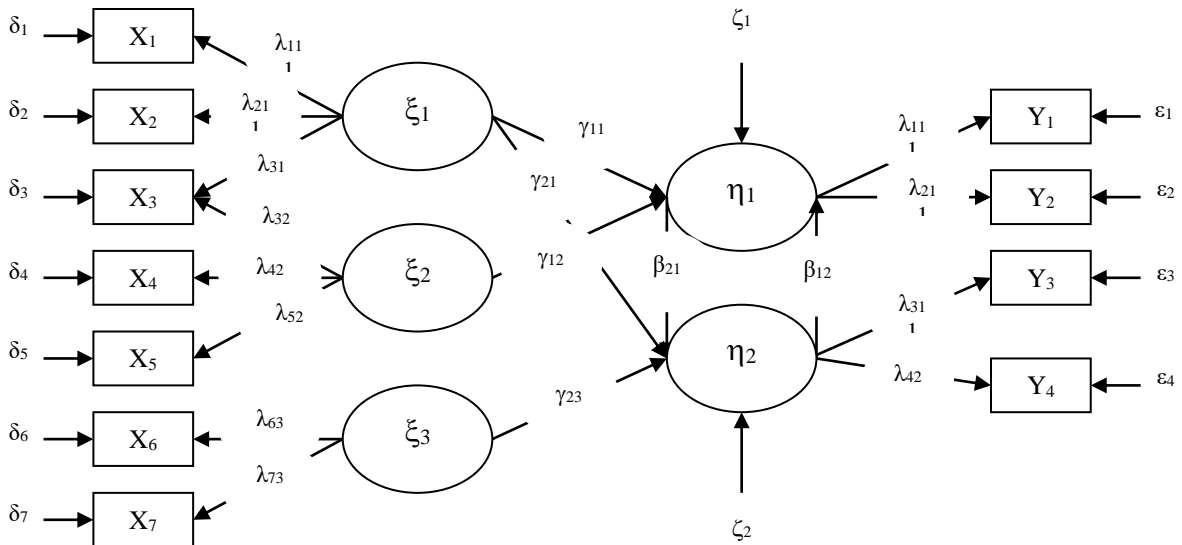 δ₁ X₁ λ₁₁ 1 ζ₁
δ₂ X₂ λ₂₁ 1 ξ₁ γ₁₁ λ₁₁ 1 Y₁ ε₁
δ₃ X₃ λ₃₁ γ₂₁ η₁ λ₂₁ 1 Y₂ ε₂
λ₃₂
δ₄ X₄ λ₄₂ ξ₂ γ₁₂ β₂₁ β₁₂ Y₃ ε₃
λ₅₂ λ₃₁ 1
δ₅ X₅ η₂ λ₄₂ Y₄ ε₄
δ₆ X₆ λ₆₃ ξ₃ γ₂₃
λ₇₃
δ₇ X₇ ζ₂